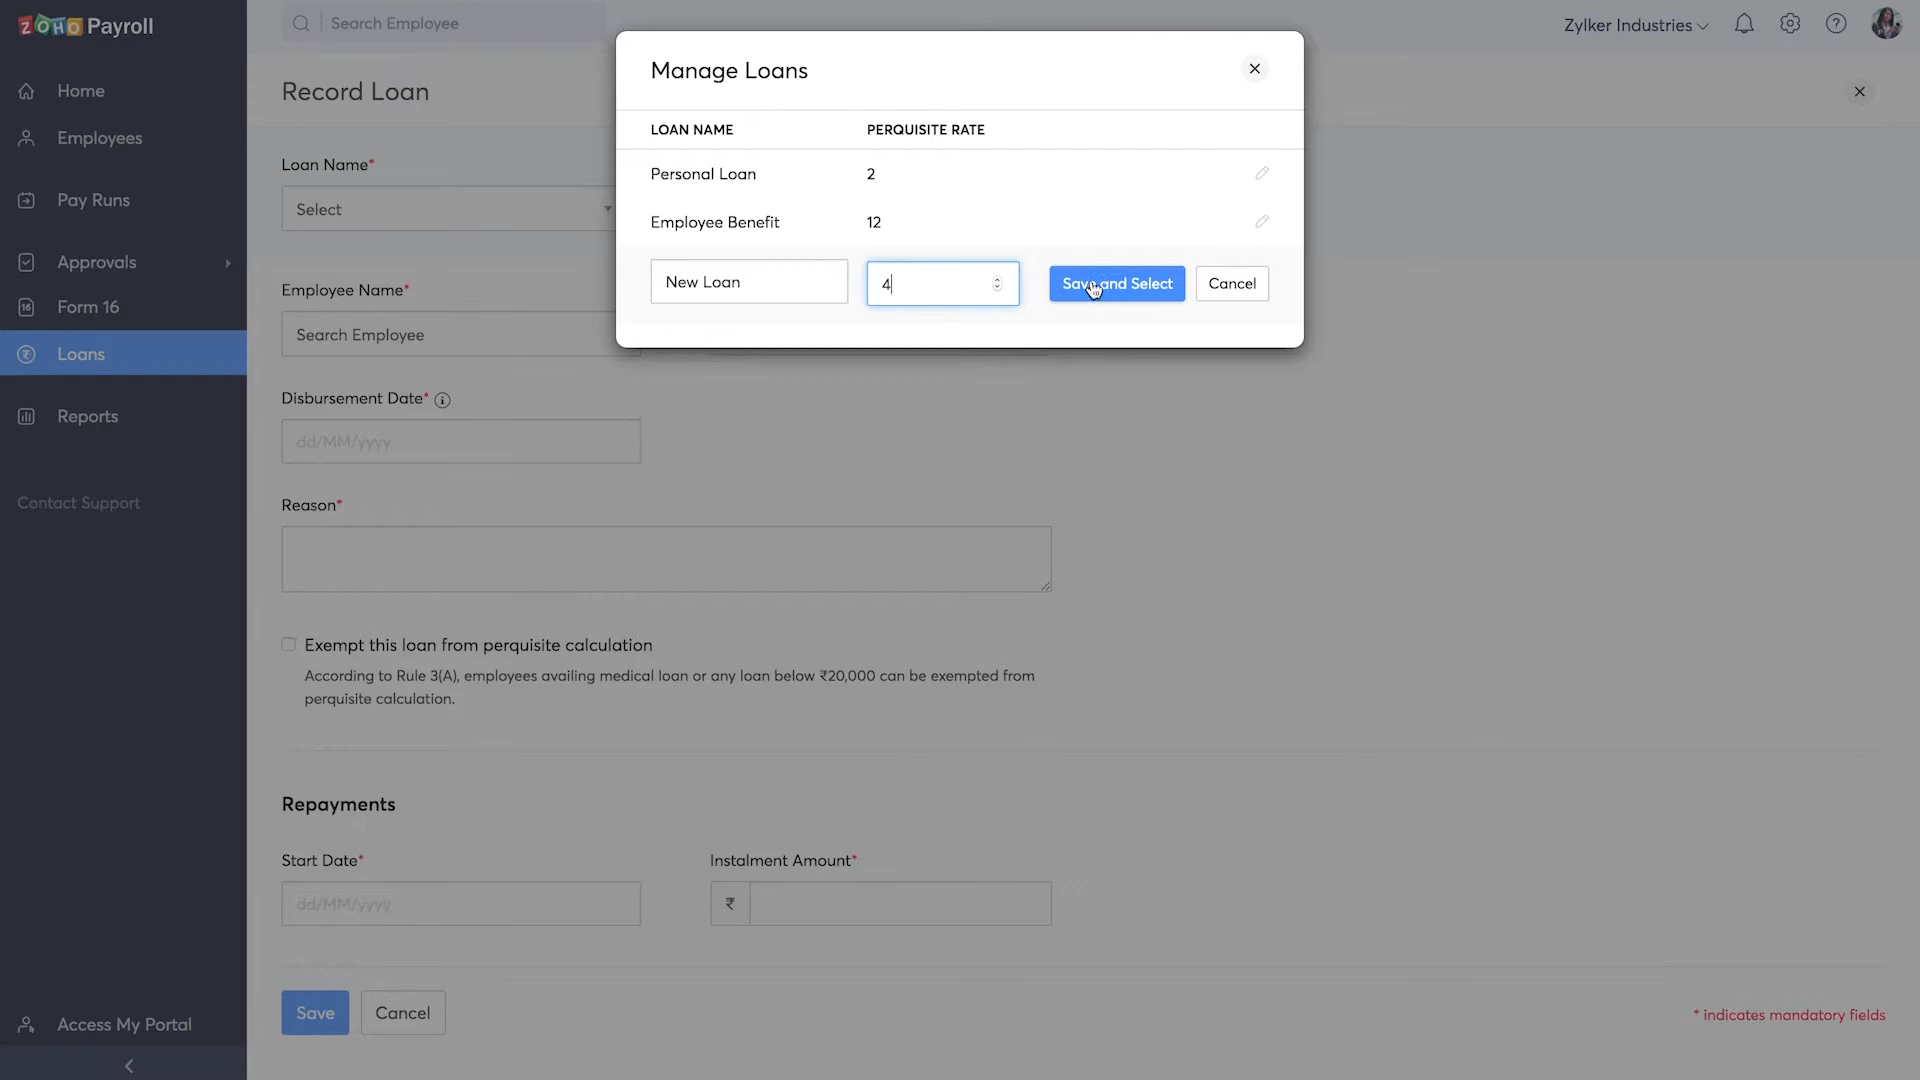 ZOHO Payroll
Search Employee
Zylker Industries
Home
Employees
Pay Runs
Approvals
16 Form 16
₹ Loans
Reports
Contact Support
Access My Portal
Record Loan
Loan Name*
Select
Employee Name*
Search Employee
Disbursement Date*
dd/MM/yyyy
Reason*
Exempt this loan from perquisite calculation
According to Rule 3(A), employees availing medical loan or any loan below ₹20,000 can be exempted from
perquisite calculation.
Repayments
Start Date*
Instalment Amount*
dd/MM/yyyy
₹
Save
Cancel
* indicates mandatory fields
Manage Loans
LOAN NAME
PERQUISITE RATE
Personal Loan
2
Employee Benefit
12
New Loan
4
Save and Select
Cancel